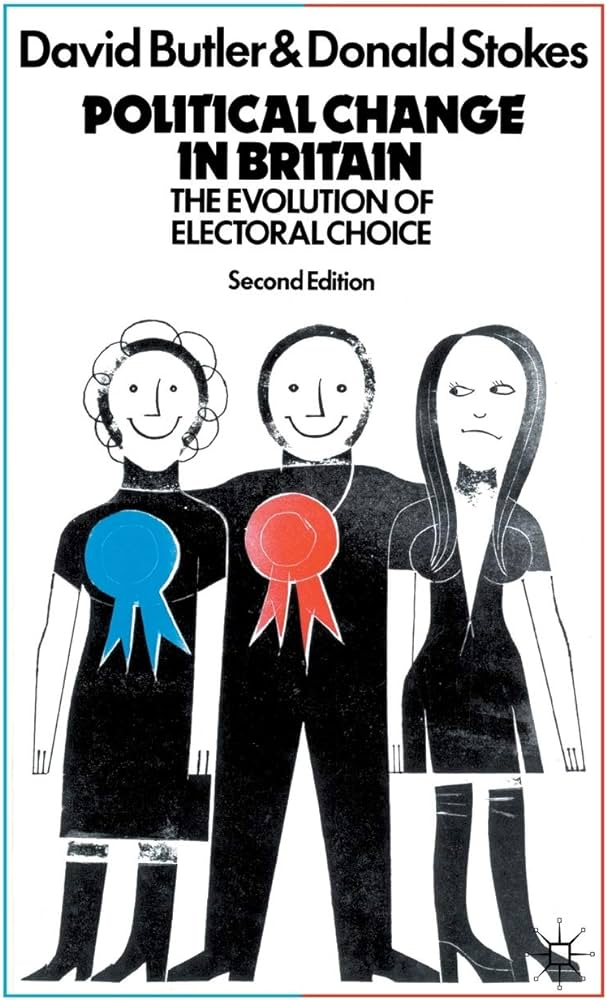 David Butler & Donald Stokes
POLITICAL CHANGE
IN BRITAIN
THE EVOLUTION OF
ELECTORAL CHOICE
Second Edition